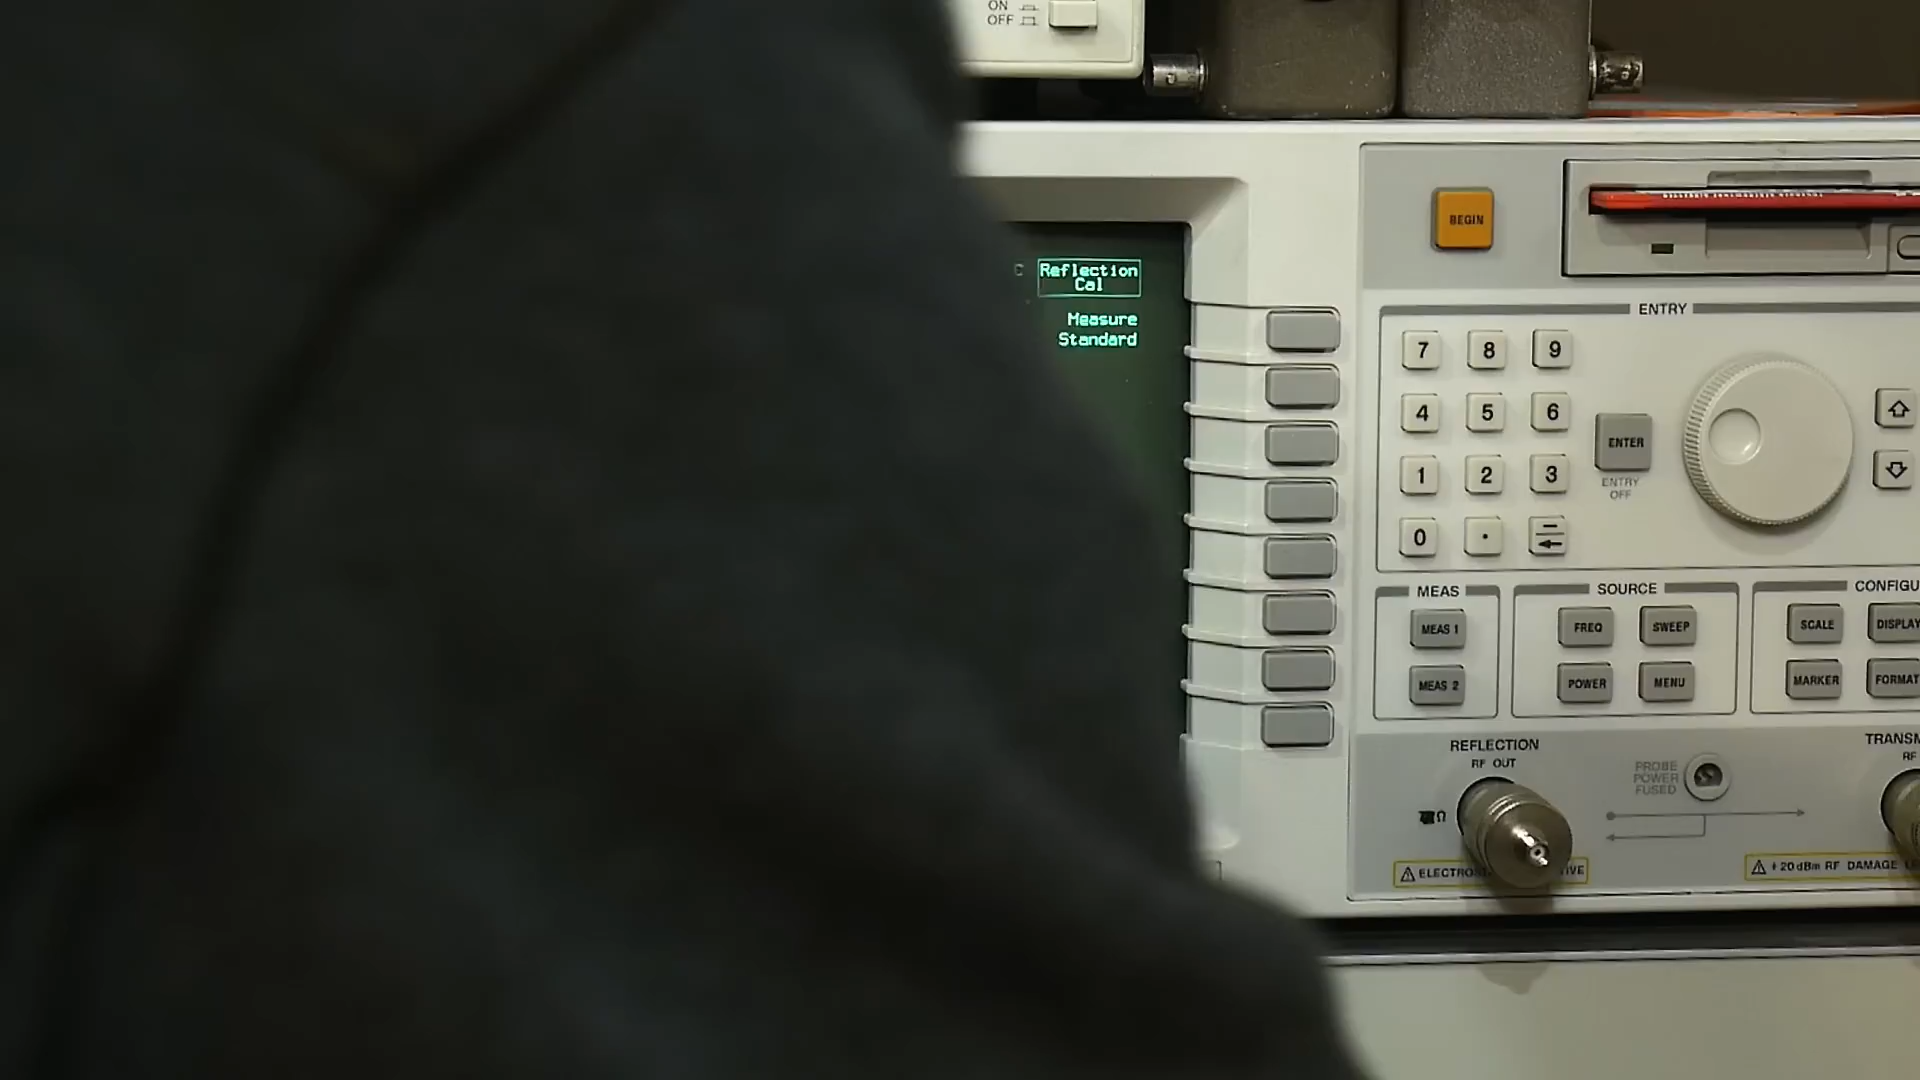 ON
OFF
BEGIN
Reflection
Cal
Measure
Standard
ENTRY
7 8 9
4 5 6
ENTER
1 2 3
ENTRY
OFF
0 .
MEAS
SOURCE
CONFIGU
MEAS 1
FREQ
SWEEP
SCALE
DISPLAY
MEAS 2
POWER
MENU
MARKER
FORMAT
REFLECTION
RF OUT
TRANSM
RF
PROBE
POWER
FUSED
Ω
ELECTRO
IVE
+20 dBm RF DAMAGE